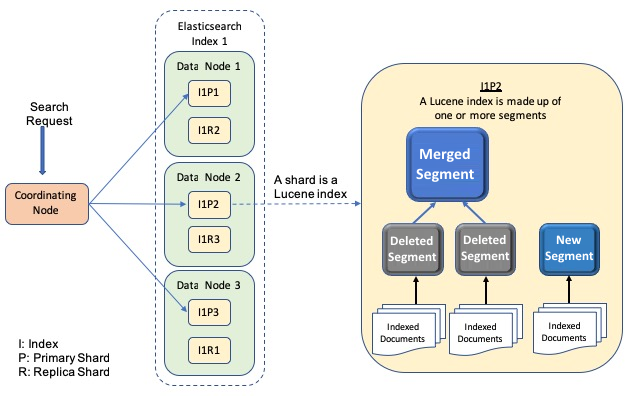 Elasticsearch
Index 1
Data Node 1
I1P1
I1R2
Search
Request
Coordinating
Node
Data Node 2
I1P2
I1R3
A shard is a
Lucene index
Data Node 3
I1P3
I1R1
I: Index
P: Primary Shard
R: Replica Shard
I1P2
A Lucene index is made up of
one or more segments
Merged
Segment
Deleted
Segment
Deleted
Segment
New
Segment
Indexed
Documents
Indexed
Documents
Indexed
Documents